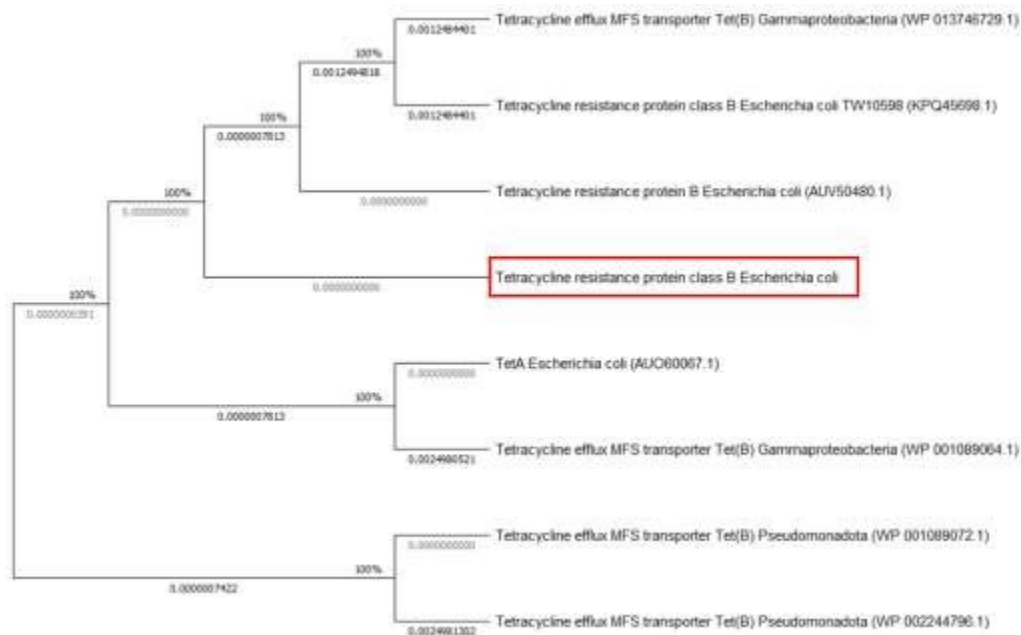 Tetracycline efflux MFS transporter Tet(B) Gammaproteobacteria (WP 013746729.1)
0.0012484401
100%
0.0012494818
Tetracycline resistance protein class B Escherichia coli TW10598 (KPQ45698.1)
0.0012484401
100%
0.0000007813
Tetracycline resistance protein B Escherichia coli (AUV50480.1)
0.0000000000
100%
0.0000000000
Tetracycline resistance protein class B Escherichia coli
0.0000000000
100%
TetA Escherichia coli (AUO60067.1)
0.0000000000
100%
0.0000007813
Tetracycline efflux MFS transporter Tet(B) Gammaproteobacteria (WP 001089064.1)
0.0024980521
Tetracycline efflux MFS transporter Tet(B) Pseudomonadota (WP 001089072.1)
0.0000000000
100%
0.0000007422
Tetracycline efflux MFS transporter Tet(B) Pseudomonadota (WP 002244796.1)
0.0024981302